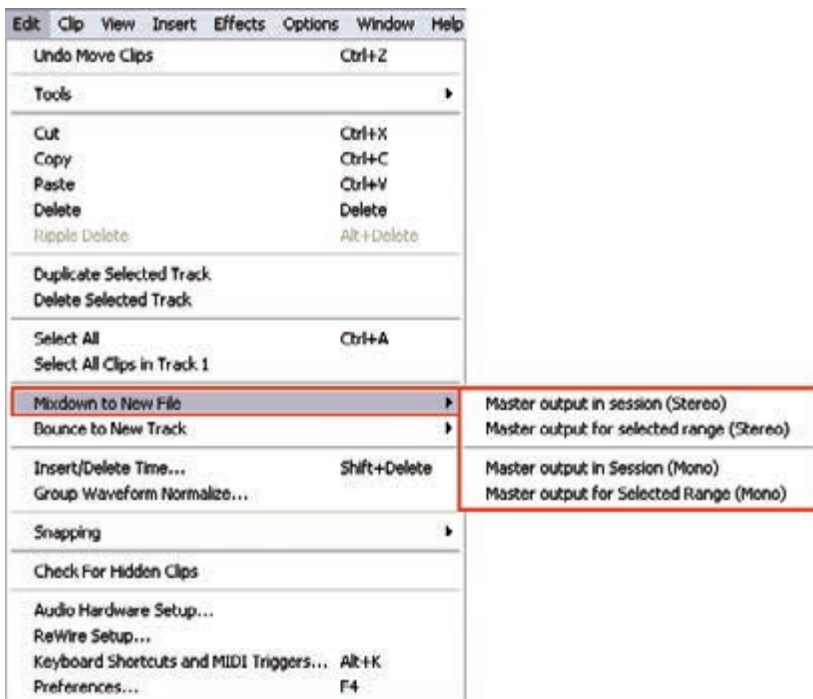 Edit Clip View Insert Effects Options Window Help
Undo Move Clips Ctrl+Z
Tools
Cut Ctrl+X
Copy Ctrl+C
Paste Ctrl+V
Delete Delete
Ripple Delete Alt+Delete
Duplicate Selected Track
Delete Selected Track
Select All Ctrl+A
Select All Clips in Track 1
Mixdown to New File
Master output in session (Stereo)
Bounce to New Track
Master output for selected range (Stereo)
Insert/Delete Time... Shift+Delete
Master output in Session (Mono)
Group Waveform Normalize...
Master output for Selected Range (Mono)
Snapping
Check For Hidden Clips
Audio Hardware Setup...
ReWire Setup...
Keyboard Shortcuts and MIDI Triggers... Alt+K
Preferences... F4